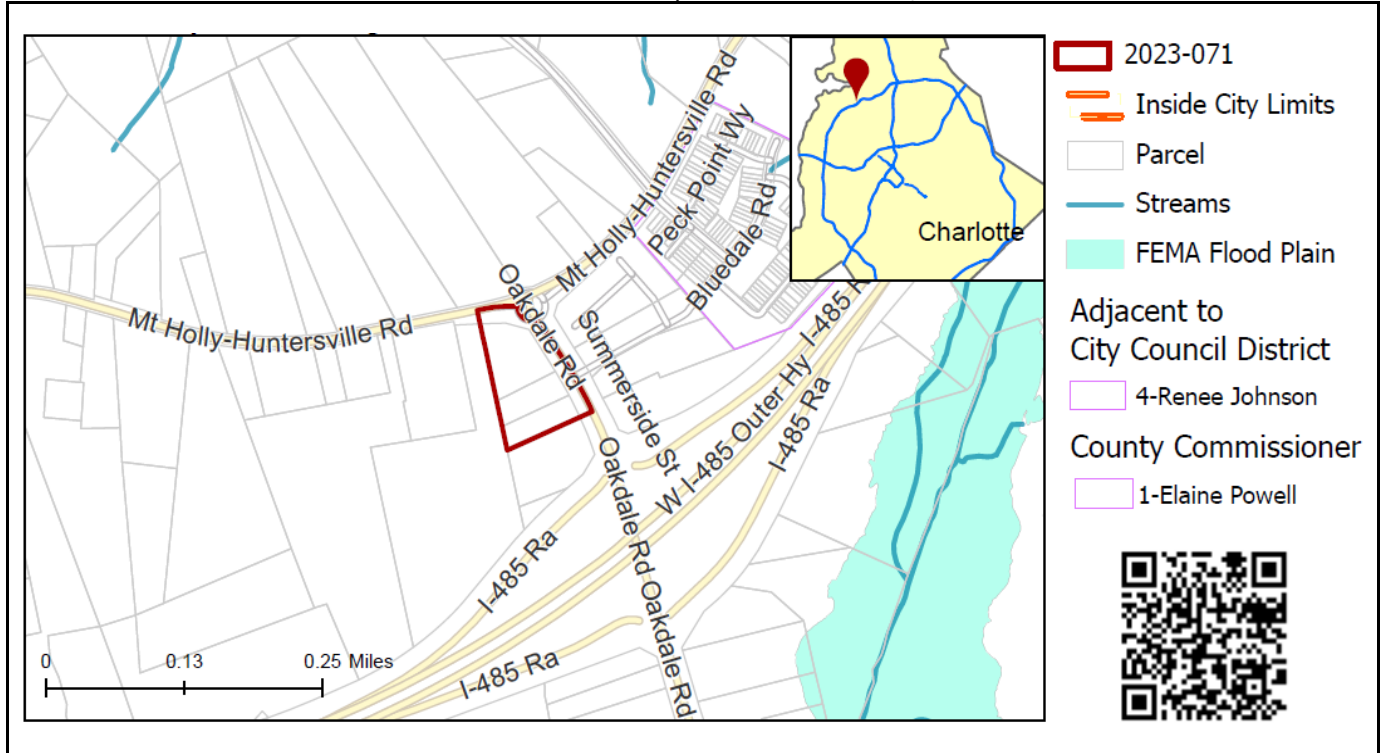 Mt Holly-Huntersville Rd
Peck Point Wy
Bluedale Rd
Mt Holly-Huntersville Rd
Oakdale Rd
Summerside St
I-485 Ra
W I-485 Outer Hy
I-485 Ra
Oakdale Rd
Oakdale Rd
I-485 Ra
I-485 Ra
0 0.13 0.25 Miles
Charlotte
2023-071
Inside City Limits
Parcel
Streams
FEMA Flood Plain
Adjacent to
City Council District
4-Renee Johnson
County Commissioner
1-Elaine Powell